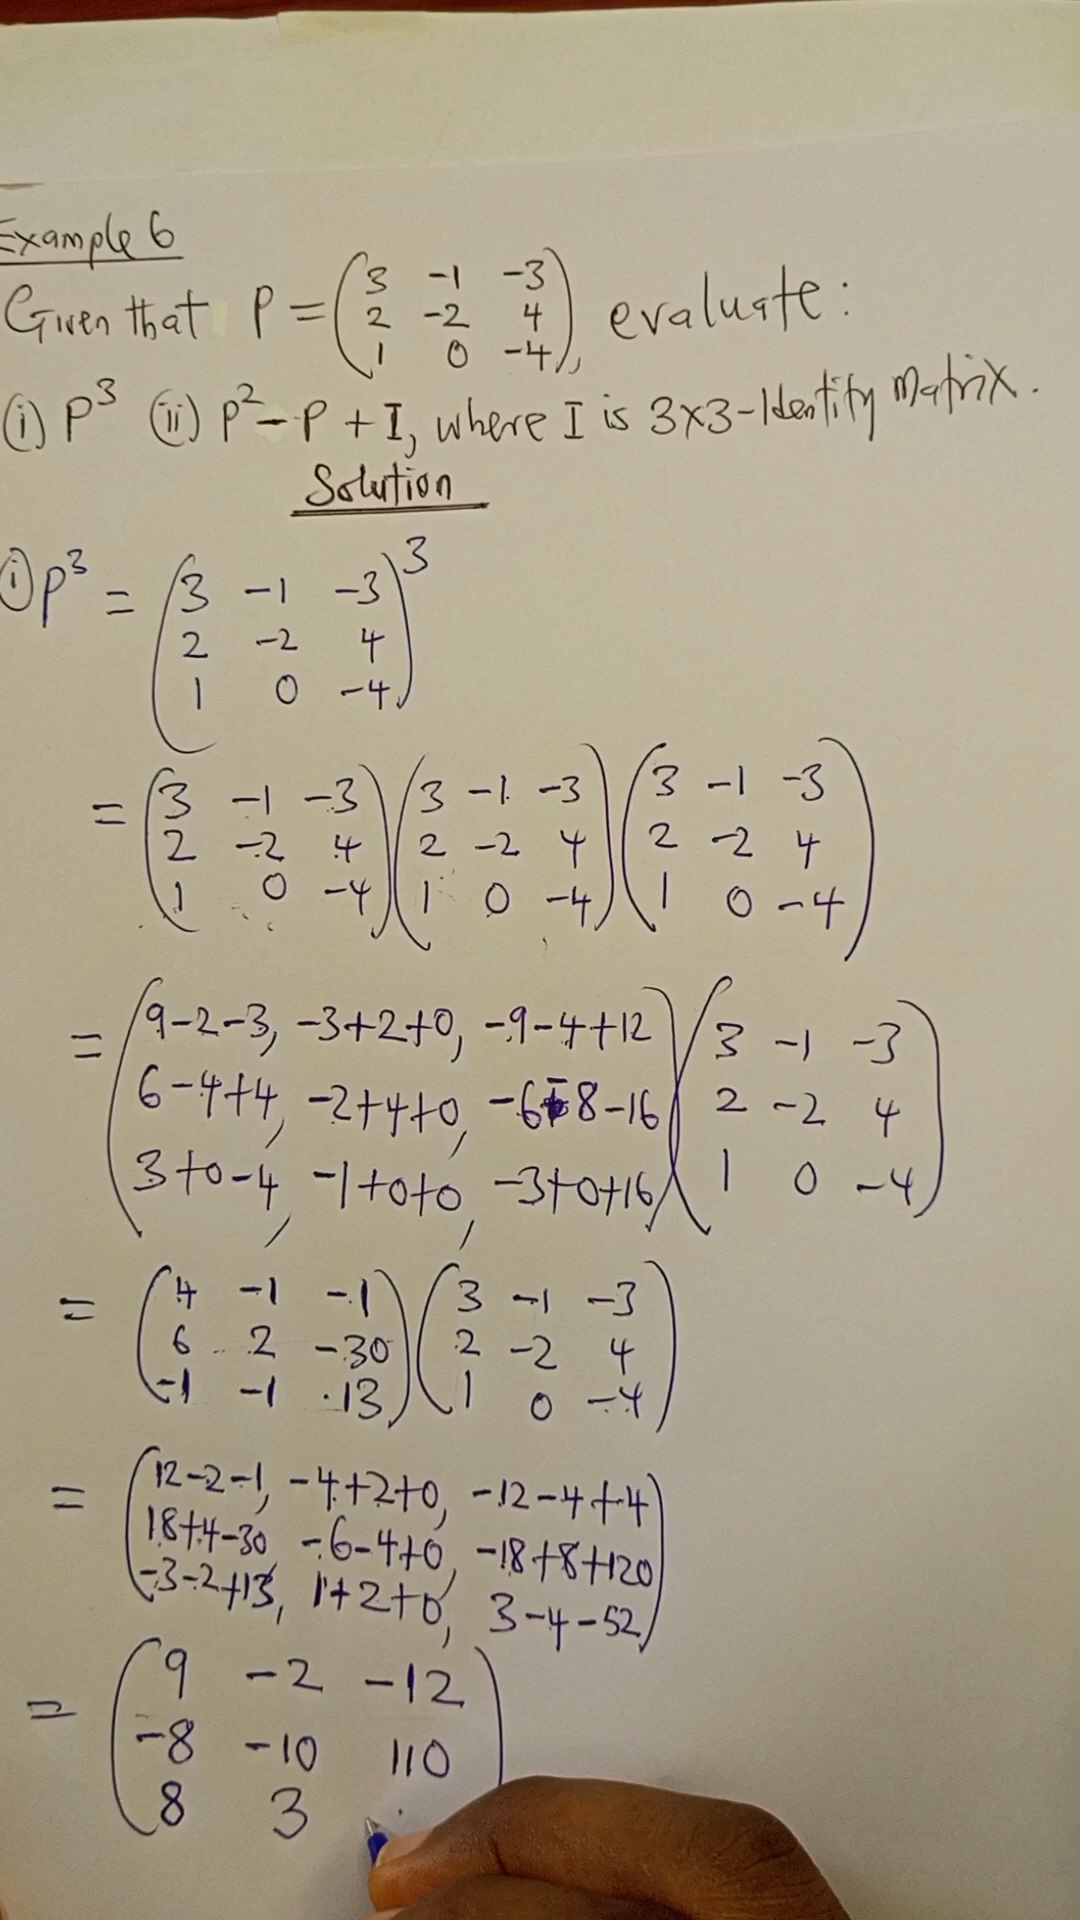 Example 6
Given that P = (3 -1 -3
2 -2 4
1 0 -4), evaluate:
(i) P³ (ii) P² - P + I, where I is 3x3-Identity Matrix.
Solution
(i) P³ = (3 -1 -3
2 -2 4
1 0 -4)³
= (3 -1 -3) (3 -1 -3) (3 -1 -3)
(2 -2 4) (2 -2 4) (2 -2 4)
(1 0 -4) (1 0 -4) (1 0 -4)
= (9-2-3, -3+2+0, -9-4+12) (3 -1 -3)
(6-4+4, -2+4+0, -6-8-16) (2 -2 4)
(3+0-4, -1+0+0, -3+0+16) (1 0 -4)
= (4 -1 -1) (3 -1 -3)
(6 2 -30) (2 -2 4)
(-1 -1 13) (1 0 -4)
= (12-2-1, -4+2+0, -12-4+4)
(18+4-30 -6-4+0, -18+8+120)
(-3-2+13, 1+2+0, 3-4-52)
= (9 -2 -12)
(-8 -10 110
(8 3